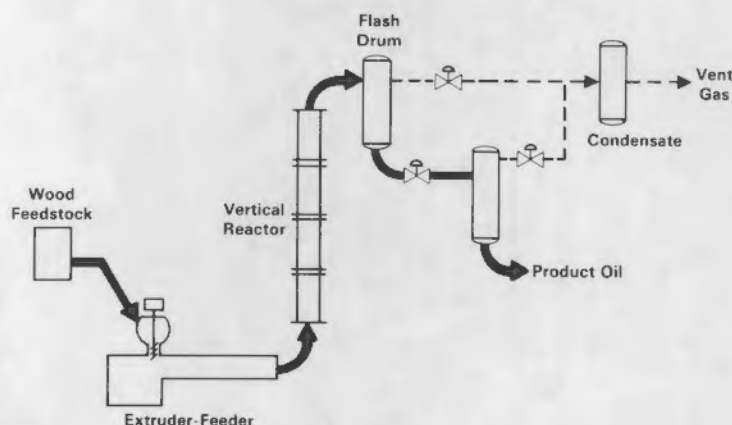 Flash
Drum
Vent
Gas
Condensate
Wood
Feedstock
Vertical
Reactor
Product Oil
Extruder-Feeder